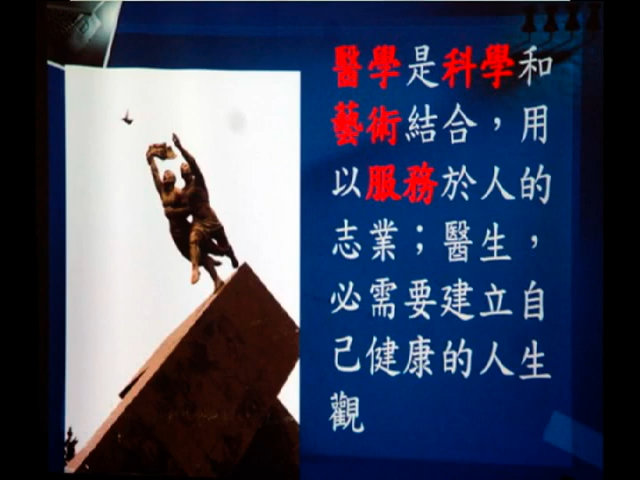 醫學是科學和
藝術結合，用
以服務於人的
志業；醫生，
必需要建立自
己健康的人生
觀